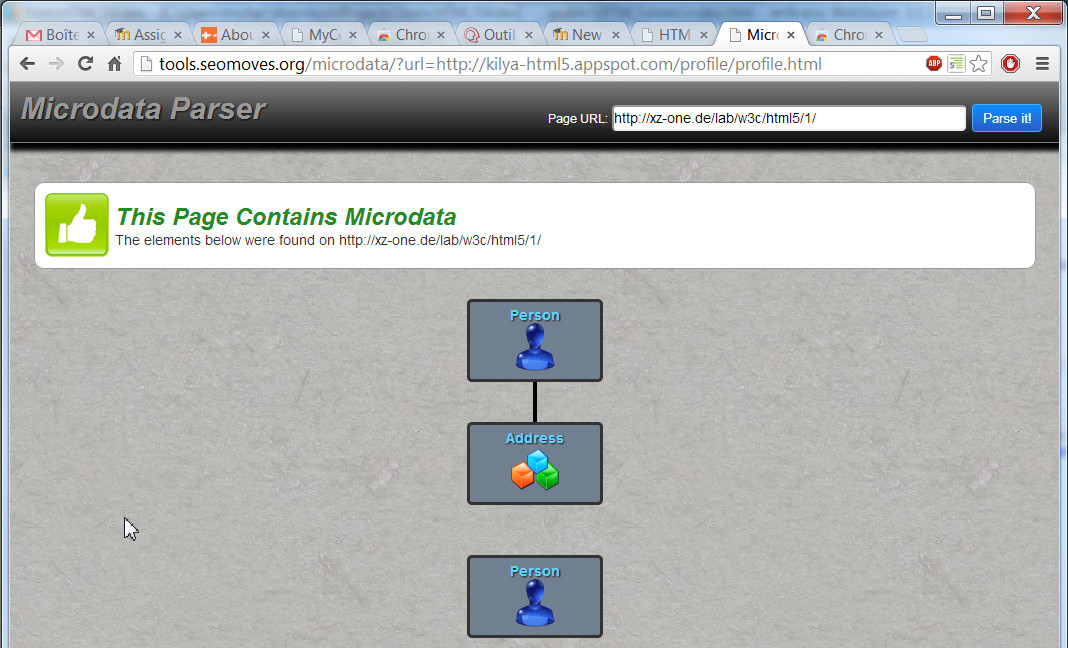 Boîte Assig Abou MyCo Chro Outil New HTM Micro Chro
tools.seomoves.org/microdata/?url=http://kilya-html5.appspot.com/profile/profile.html
ABP
Microdata Parser
Page URL: http://xz-one.de/lab/w3c/html5/1/ Parse it!
This Page Contains Microdata
The elements below were found on http://xz-one.de/lab/w3c/html5/1/
Person
Address
Person